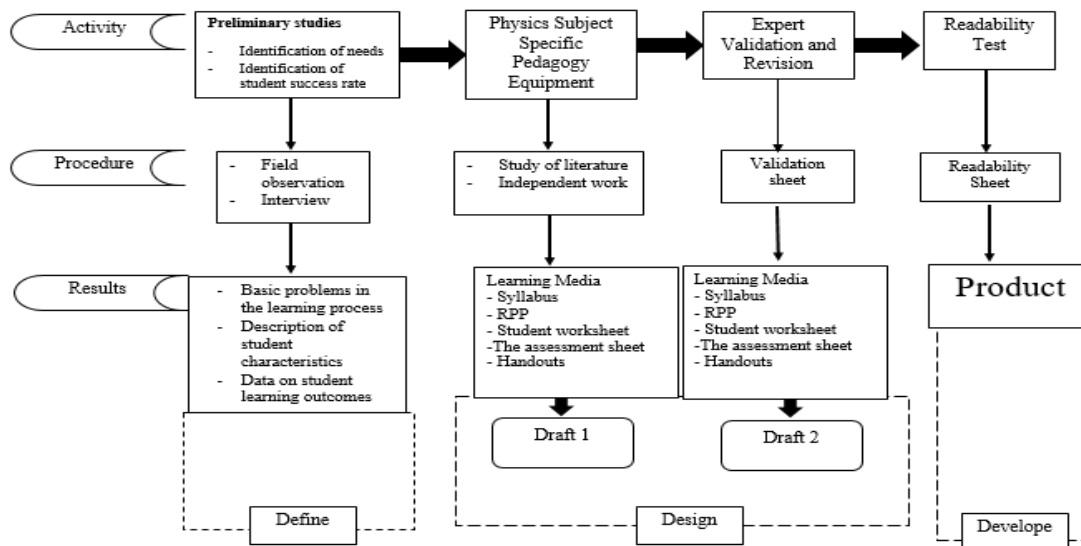 Activity
Preliminary studies
- Identification of needs
- Identification of
student success rate
Physics Subject
Specific
Pedagogy
Equipment
Expert
Validation and
Revision
Readability
Test
Procedure
- Field
observation
- Interview
- Study of literature
- Independent work
Validation
sheet
Readability
Sheet
Results
- Basic problems in
the learning process
- Description of
student
characteristics
- Data on student
learning outcomes
Learning Media
- Syllabus
- RPP
- Student worksheet
-The assessment sheet
- Handouts
Learning Media
- Syllabus
- RPP
- Student worksheet
-The assessment sheet
- Handouts
Product
Draft 1
Draft 2
Define
Design
Develope